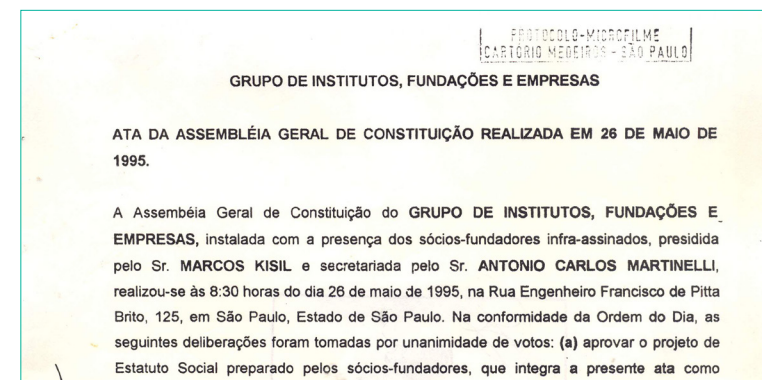 PROTOCOLO-MICROFILME
CARTÓRIO MEDEIROS - SÃO PAULO
GRUPO DE INSTITUTOS, FUNDAÇÕES E EMPRESAS
ATA DA ASSEMBLÉIA GERAL DE CONSTITUIÇÃO REALIZADA EM 26 DE MAIO DE
1995.
A Assembéia Geral de Constituição do GRUPO DE INSTITUTOS, FUNDAÇÕES E
EMPRESAS, instalada com a presença dos sócios-fundadores infra-assinados, presidida
pelo Sr. MARCOS KISIL e secretariada pelo Sr. ANTONIO CARLOS MARTINELLI,
realizou-se às 8:30 horas do dia 26 de maio de 1995, na Rua Engenheiro Francisco de Pitta
Brito, 125, em São Paulo, Estado de São Paulo. Na conformidade da Ordem do Dia, as
seguintes deliberações foram tomadas por unanimidade de votos: (a) aprovar o projeto de
Estatuto Social preparado pelos sócios-fundadores, que integra a presente ata como